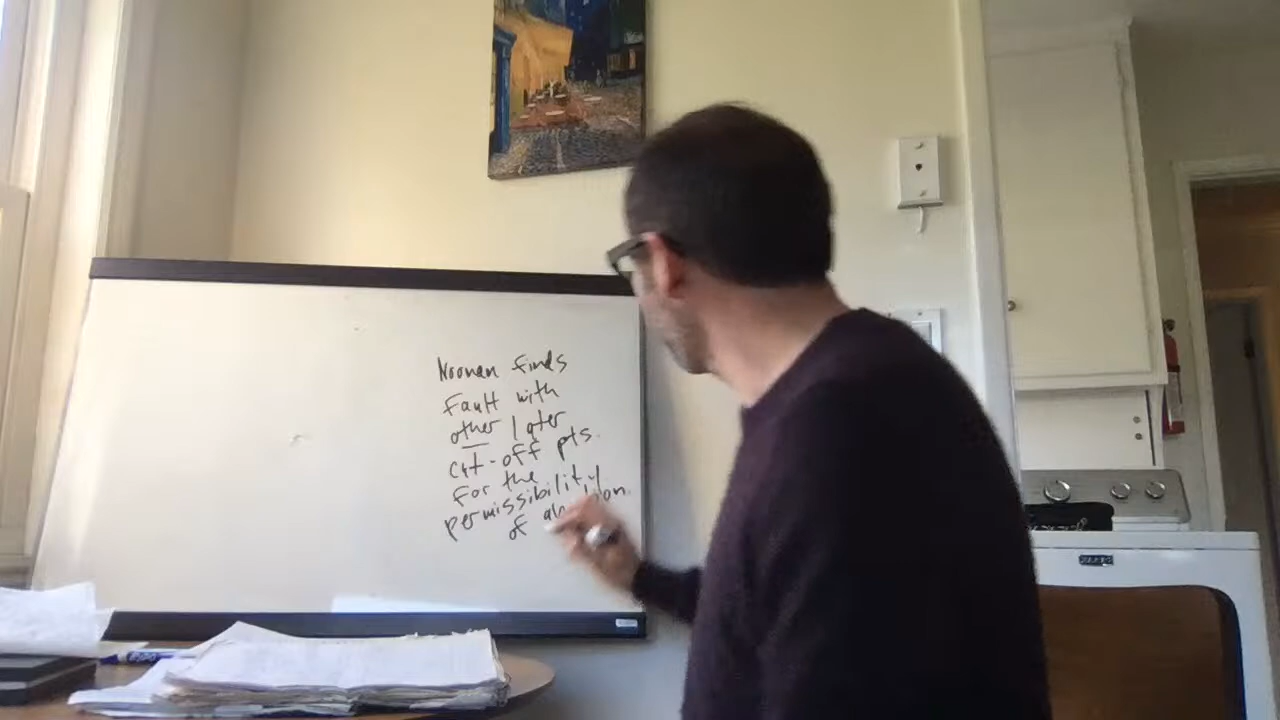 Noonan finds
fault with
other later
cut-off pts.
for the
permissibility
of